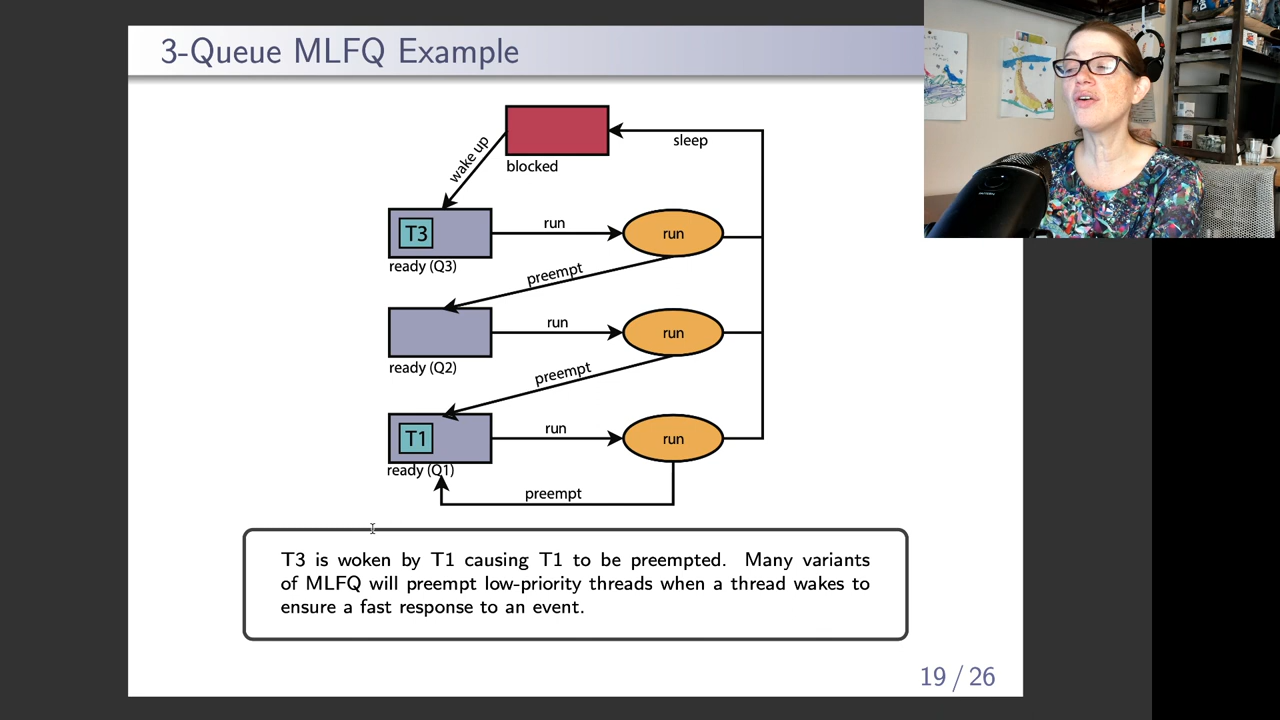 3-Queue MLFQ Example
blocked
sleep
wake up
T3
run
run
ready (Q3)
preempt
run
run
ready (Q2)
preempt
T1
run
run
ready (Q1)
preempt
T3 is woken by T1 causing T1 to be preempted. Many variants
of MLFQ will preempt low-priority threads when a thread wakes to
ensure a fast response to an event.
19 / 26